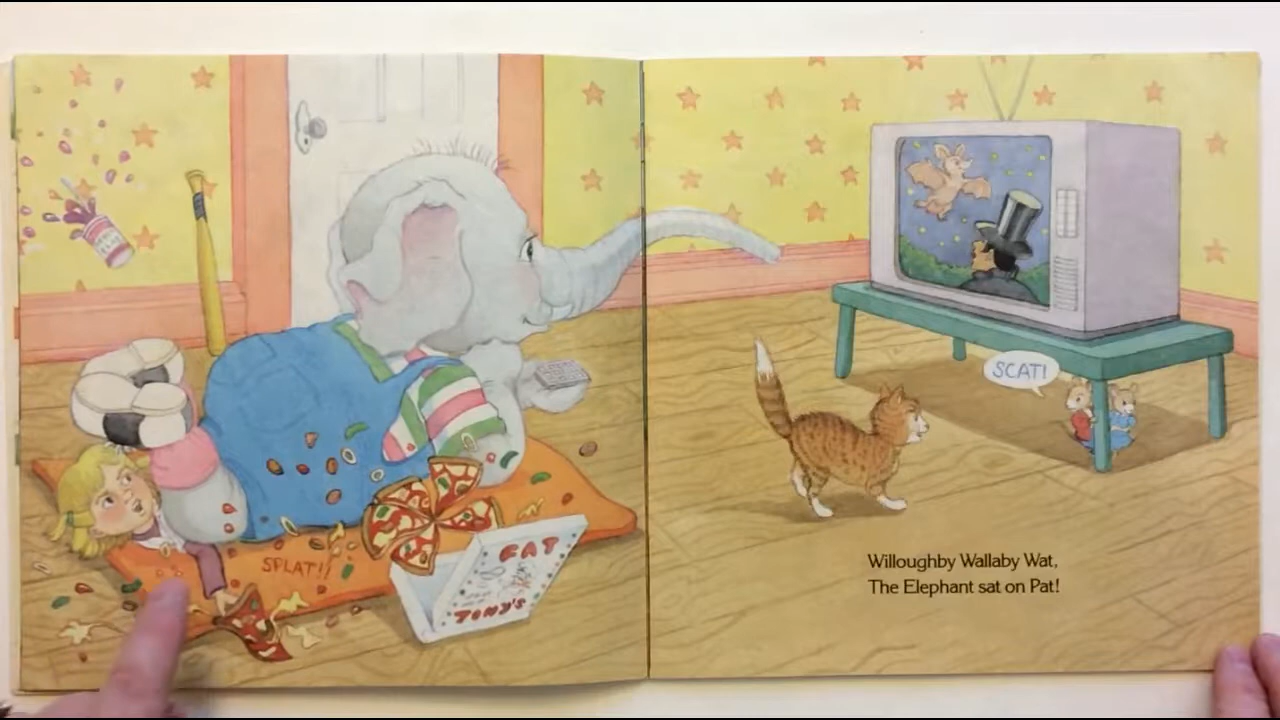 SPLAT!!
FAT
TONY'S
SCAT!
Willoughby Wallaby Wat,
The Elephant sat on Pat!